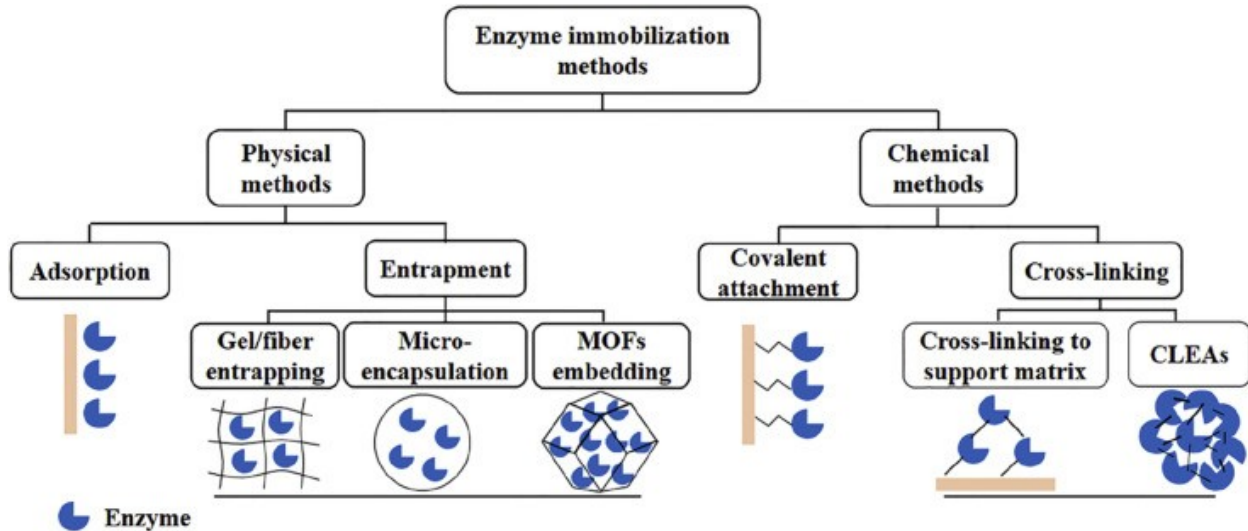 Enzyme immobilization
methods
Physical
methods
Chemical
methods
Adsorption
Entrapment
Covalent
attachment
Cross-linking
Gel/fiber
entrapping
Micro-
encapsulation
MOFs
embedding
Cross-linking to
support matrix
CLEAs
Enzyme